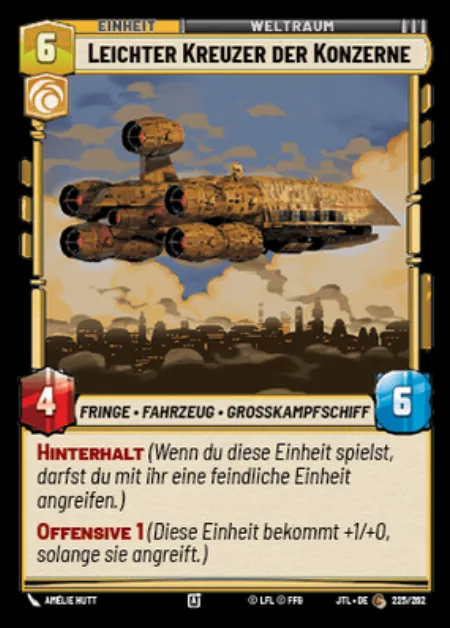 EINHEIT WELTRAUM
6 LEICHTER KREUZER DER KONZERNE
4 FRINGE • FAHRZEUG • GROSSKAMPFSCHIFF 6
HINTERHALT (Wenn du diese Einheit spielst,
darfst du mit ihr eine feindliche Einheit
angreifen.)
OFFENSIVE 1 (Diese Einheit bekommt +1/+0,
solange sie angreift.)
AMÉLIE HUTT A © LFL © FFG JTL • DE 225/262